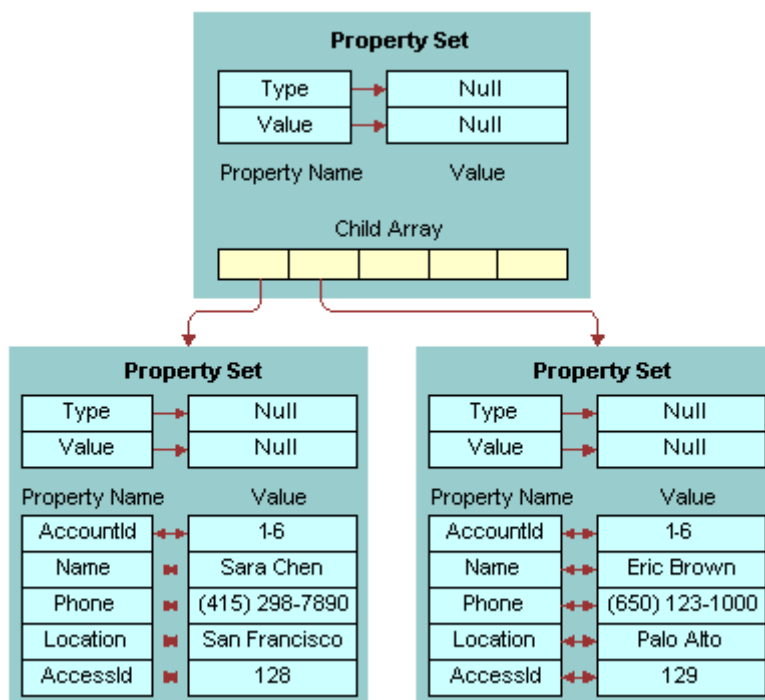 Property Set
Type Null
Value Null
Property Name Value
Child Array
Property Set
Type Null
Value Null
Property Name Value
AccountId 1-6
Name Sara Chen
Phone (415) 298-7890
Location San Francisco
AccessId 128
Property Set
Type Null
Value Null
Property Name Value
AccountId 1-6
Name Eric Brown
Phone (650) 123-1000
Location Palo Alto
AccessId 129